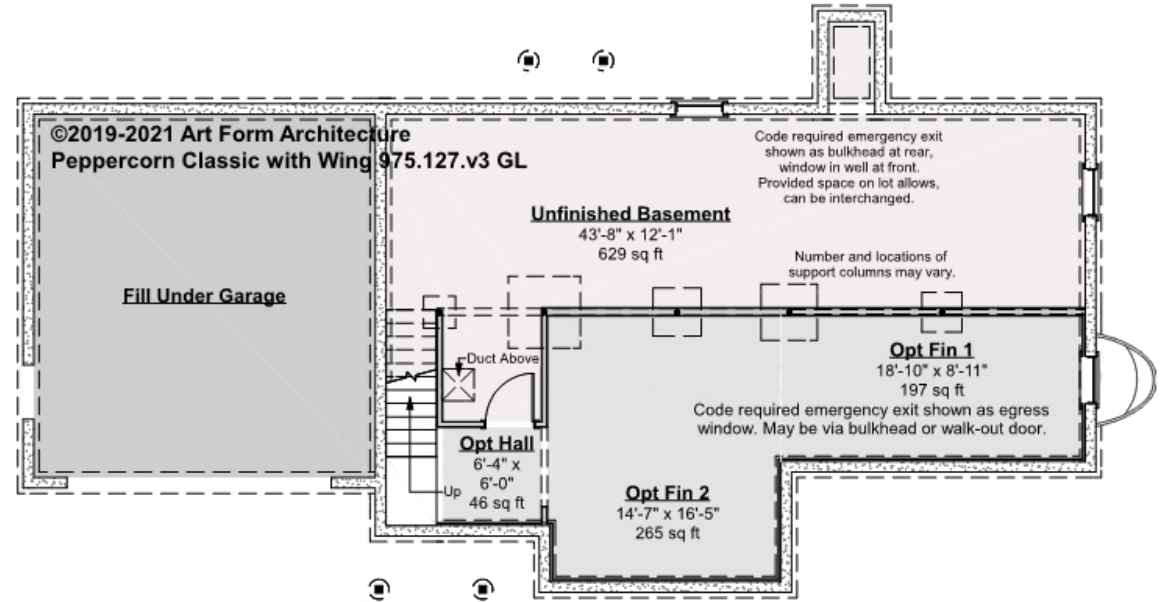 ©2019-2021 Art Form Architecture
Peppercorn Classic with Wing 975.127.v3 GL
Code required emergency exit
shown as bulkhead at rear,
window in well at front.
Provided space on lot allows,
can be interchanged.
Unfinished Basement
43'-8" x 12'-1"
629 sq ft
Number and locations of
support columns may vary.
Fill Under Garage
Duct Above
Opt Fin 1
18'-10" x 8'-11"
197 sq ft
Code required emergency exit shown as egress
window. May be via bulkhead or walk-out door.
Opt Hall
6'-4" x
6'-0"
46 sq ft
Up
Opt Fin 2
14'-7" x 16'-5"
265 sq ft